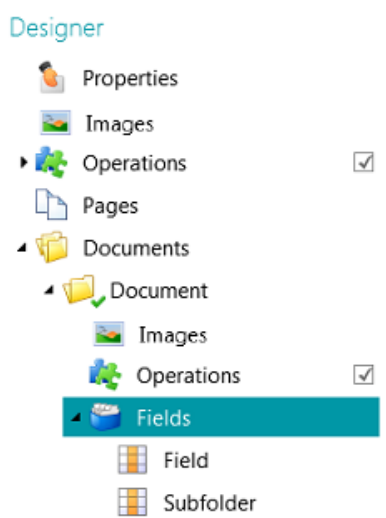 Designer
Properties
Images
Operations
Pages
Documents
Document
Images
Operations
Fields
Field
Subfolder